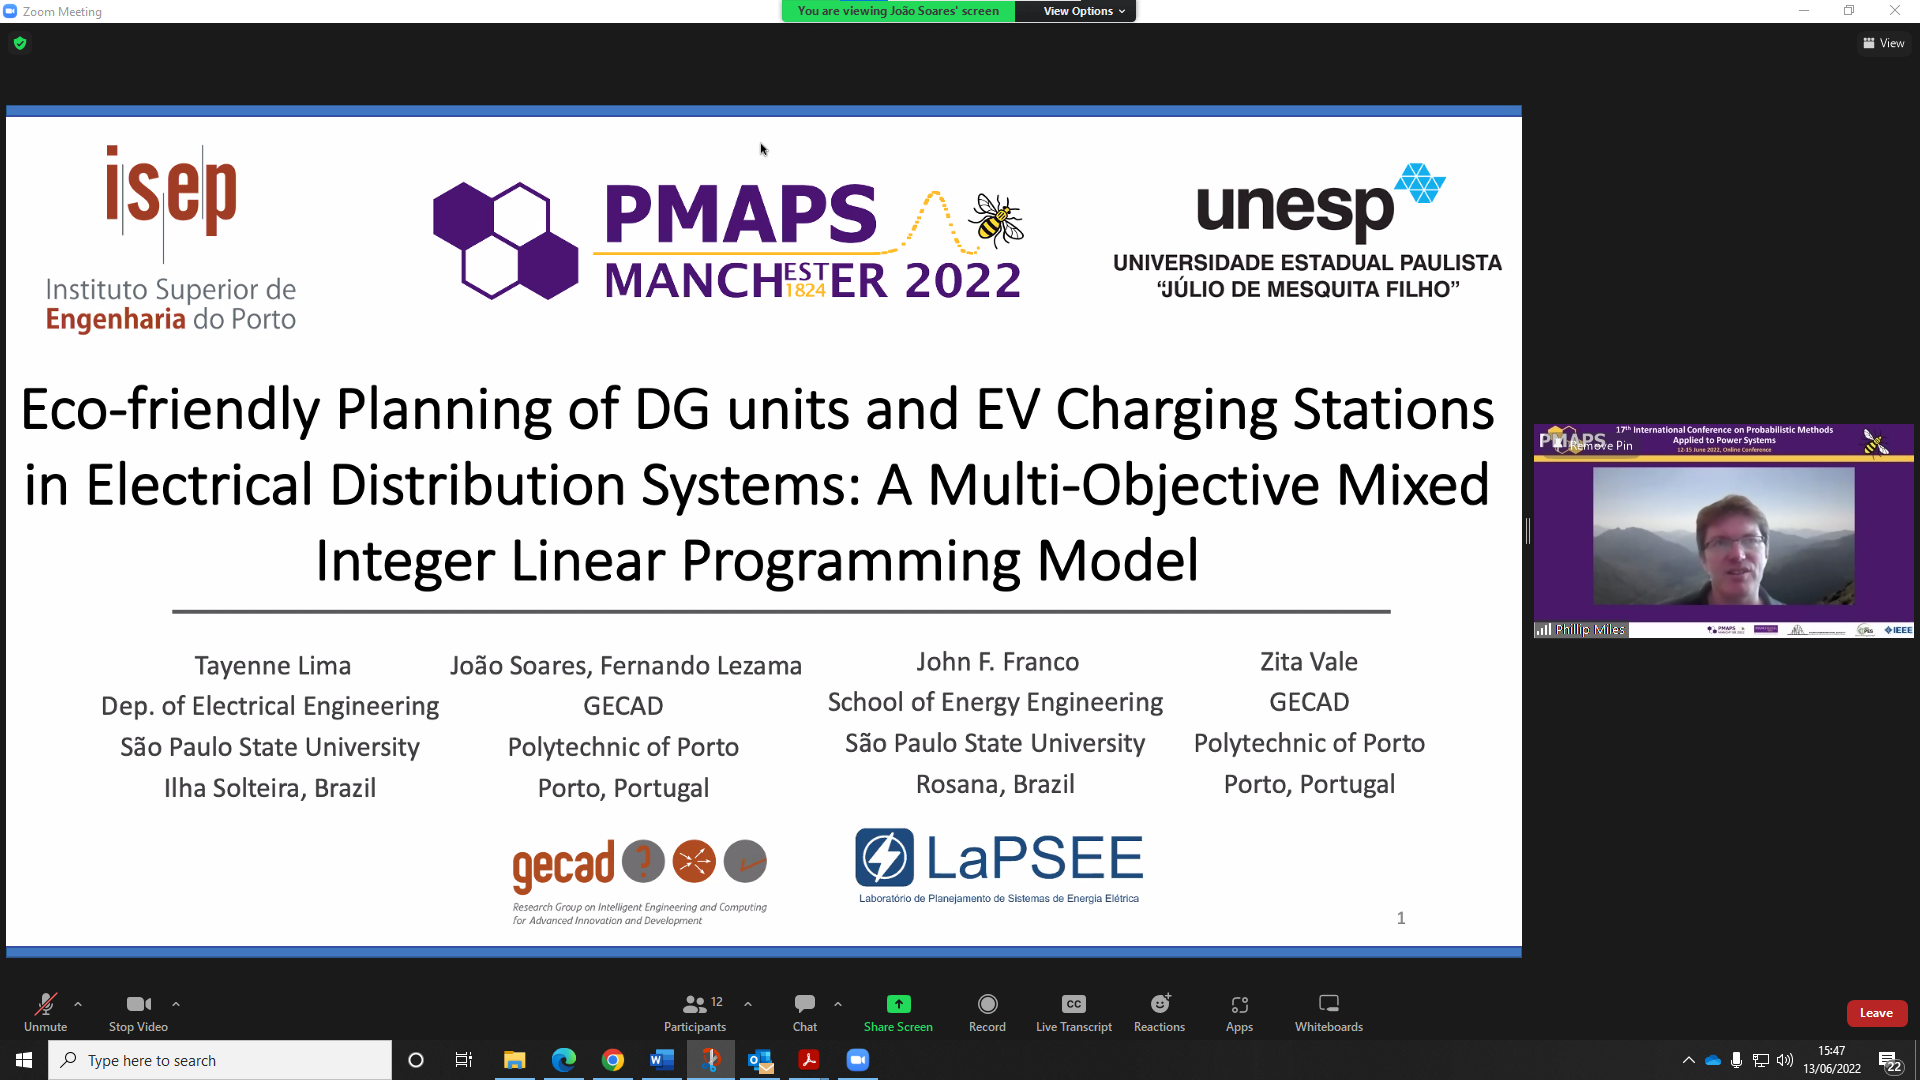 Zoom Meeting
You are viewing João Soares' screen
View Options
View
isep
Instituto Superior de
Engenharia do Porto
PMAPS
MANCHESTER 2022
1824
unesp
UNIVERSIDADE ESTADUAL PAULISTA
“JÚLIO DE MESQUITA FILHO”
Eco-friendly Planning of DG units and EV Charging Stations
in Electrical Distribution Systems: A Multi-Objective Mixed
Integer Linear Programming Model
Tayenne Lima
Dep. of Electrical Engineering
São Paulo State University
Ilha Solteira, Brazil
João Soares, Fernando Lezama
GECAD
Polytechnic of Porto
Porto, Portugal
John F. Franco
School of Energy Engineering
São Paulo State University
Rosana, Brazil
Zita Vale
GECAD
Polytechnic of Porto
Porto, Portugal
gecad
Research Group on Intelligent Engineering and Computing
for Advanced Innovation and Development
LaPSEE
Laboratório de Planejamento de Sistemas de Energia Elétrica
1
17th International Conference on Probabilistic Methods
Applied to Power Systems
12-15 June 2022, Online Conference
PMAPS
Remove Pin
Phillip Miles
IEEE
Unmute
Stop Video
12
Participants
Chat
Share Screen
Record
CC
Live Transcript
Reactions
Apps
Whiteboards
Leave
Type here to search
15:47
13/06/2022
22